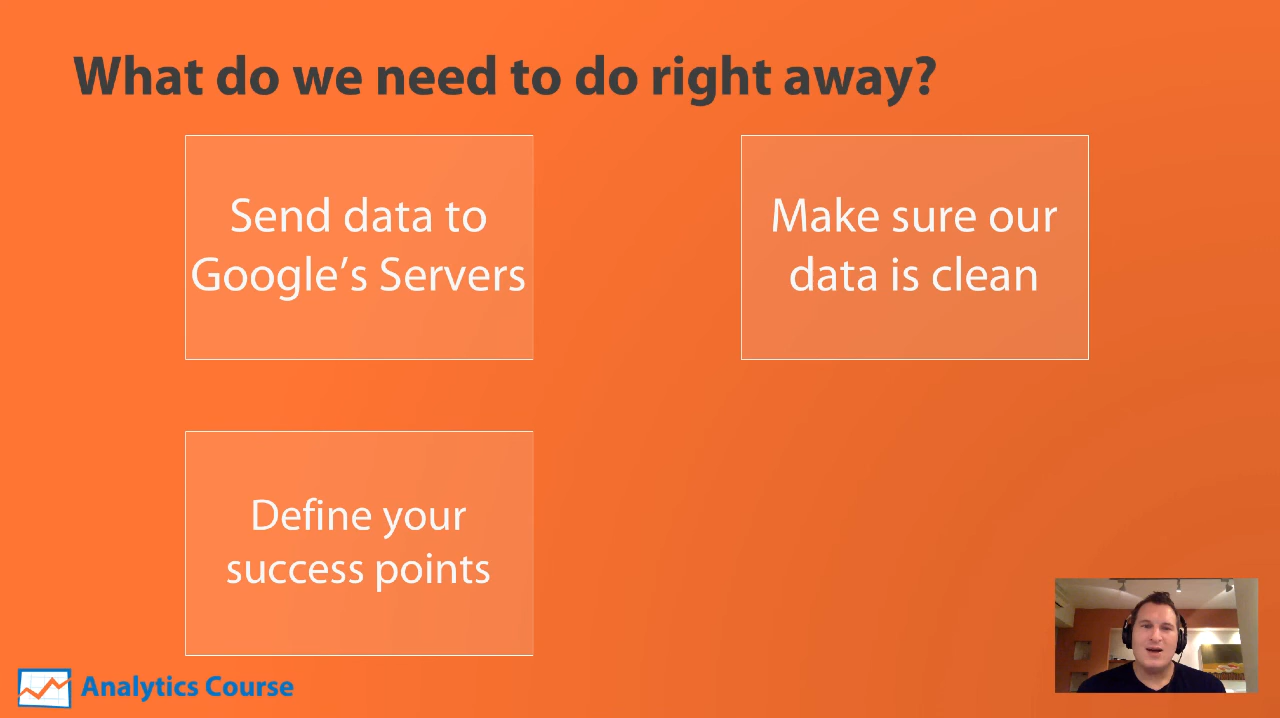 What do we need to do right away?
Send data to
Google’s Servers
Make sure our
data is clean
Define your
success points
Analytics Course